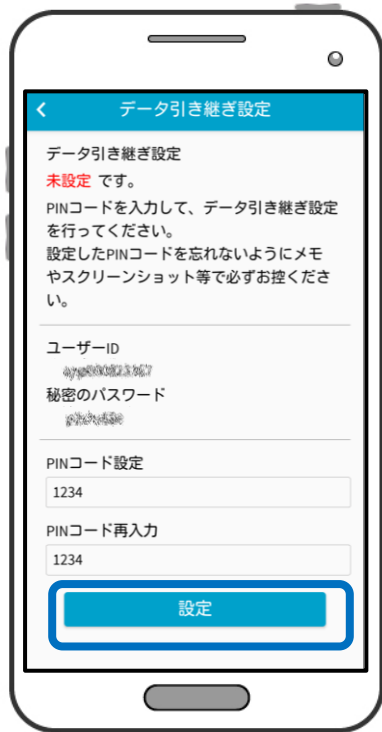 データ引き継ぎ設定
データ引き継ぎ設定
未設定 です。
PINコードを入力して、データ引き継ぎ設定
を行ってください。
設定したPINコードを忘れないようにメモ
やスクリーンショット等で必ずお控えくださ
い。
ユーザーID
秘密のパスワード
PINコード設定
1234
PINコード再入力
1234
設定